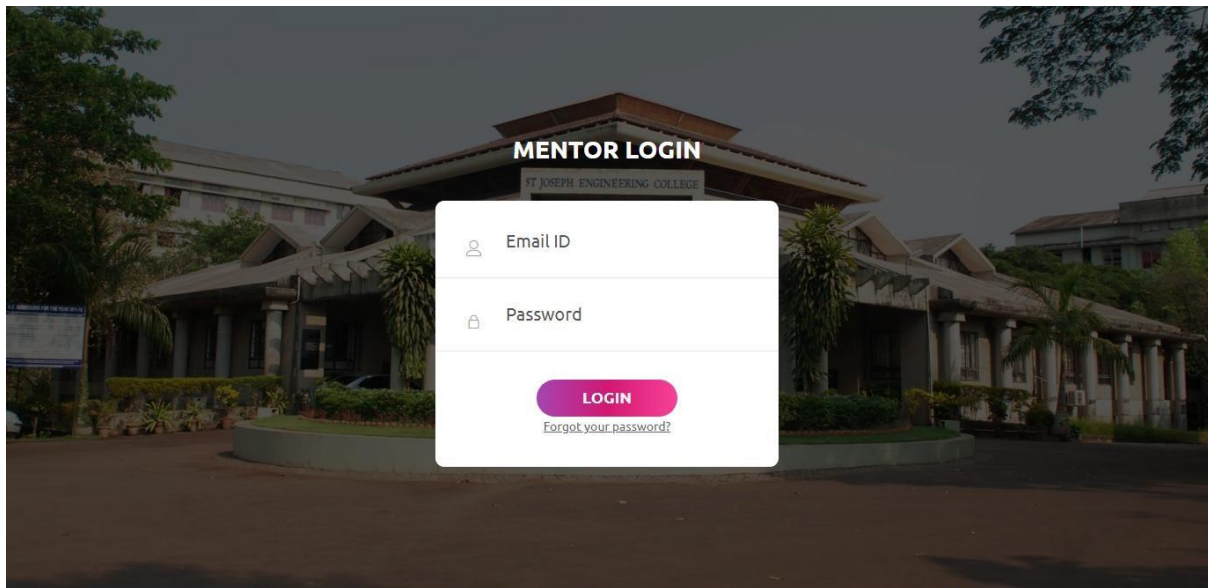 MENTOR LOGIN
ST JOSEPH ENGINEERING COLLEGE
Email ID
Password
LOGIN
Forgot your password?